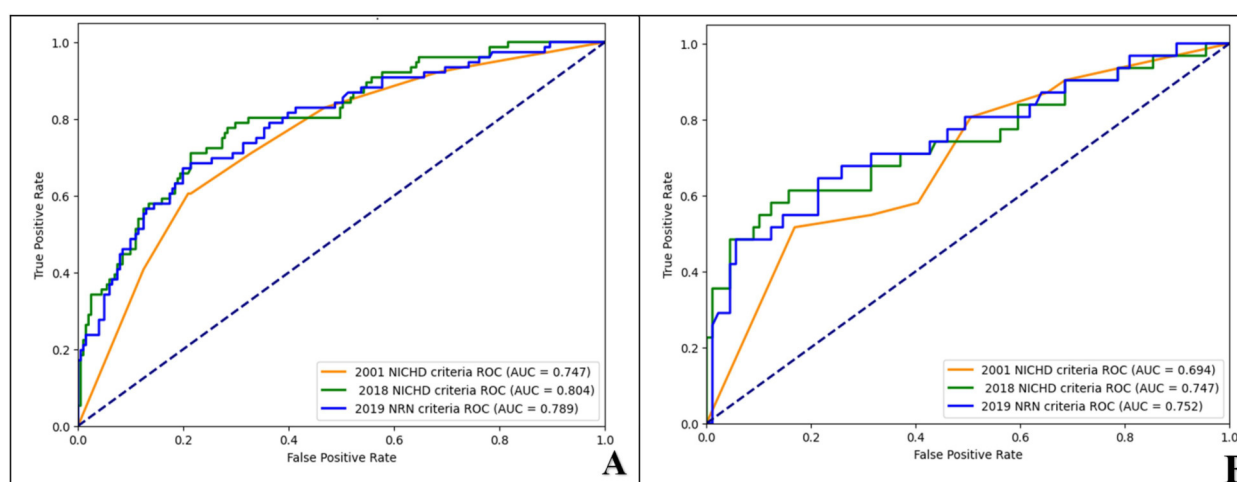 1.0
0.8
0.6
0.4
0.2
0.0
True Positive Rate
2001 NICHD criteria ROC (AUC = 0.747)
2018 NICHD criteria ROC (AUC = 0.804)
2019 NRN criteria ROC (AUC = 0.789)
0.0 0.2 0.4 0.6 0.8 1.0
False Positive Rate
A
1.0
0.8
0.6
0.4
0.2
0.0
True Positive Rate
2001 NICHD criteria ROC (AUC = 0.694)
2018 NICHD criteria ROC (AUC = 0.747)
2019 NRN criteria ROC (AUC = 0.752)
0.0 0.2 0.4 0.6 0.8 1.0
False Positive Rate